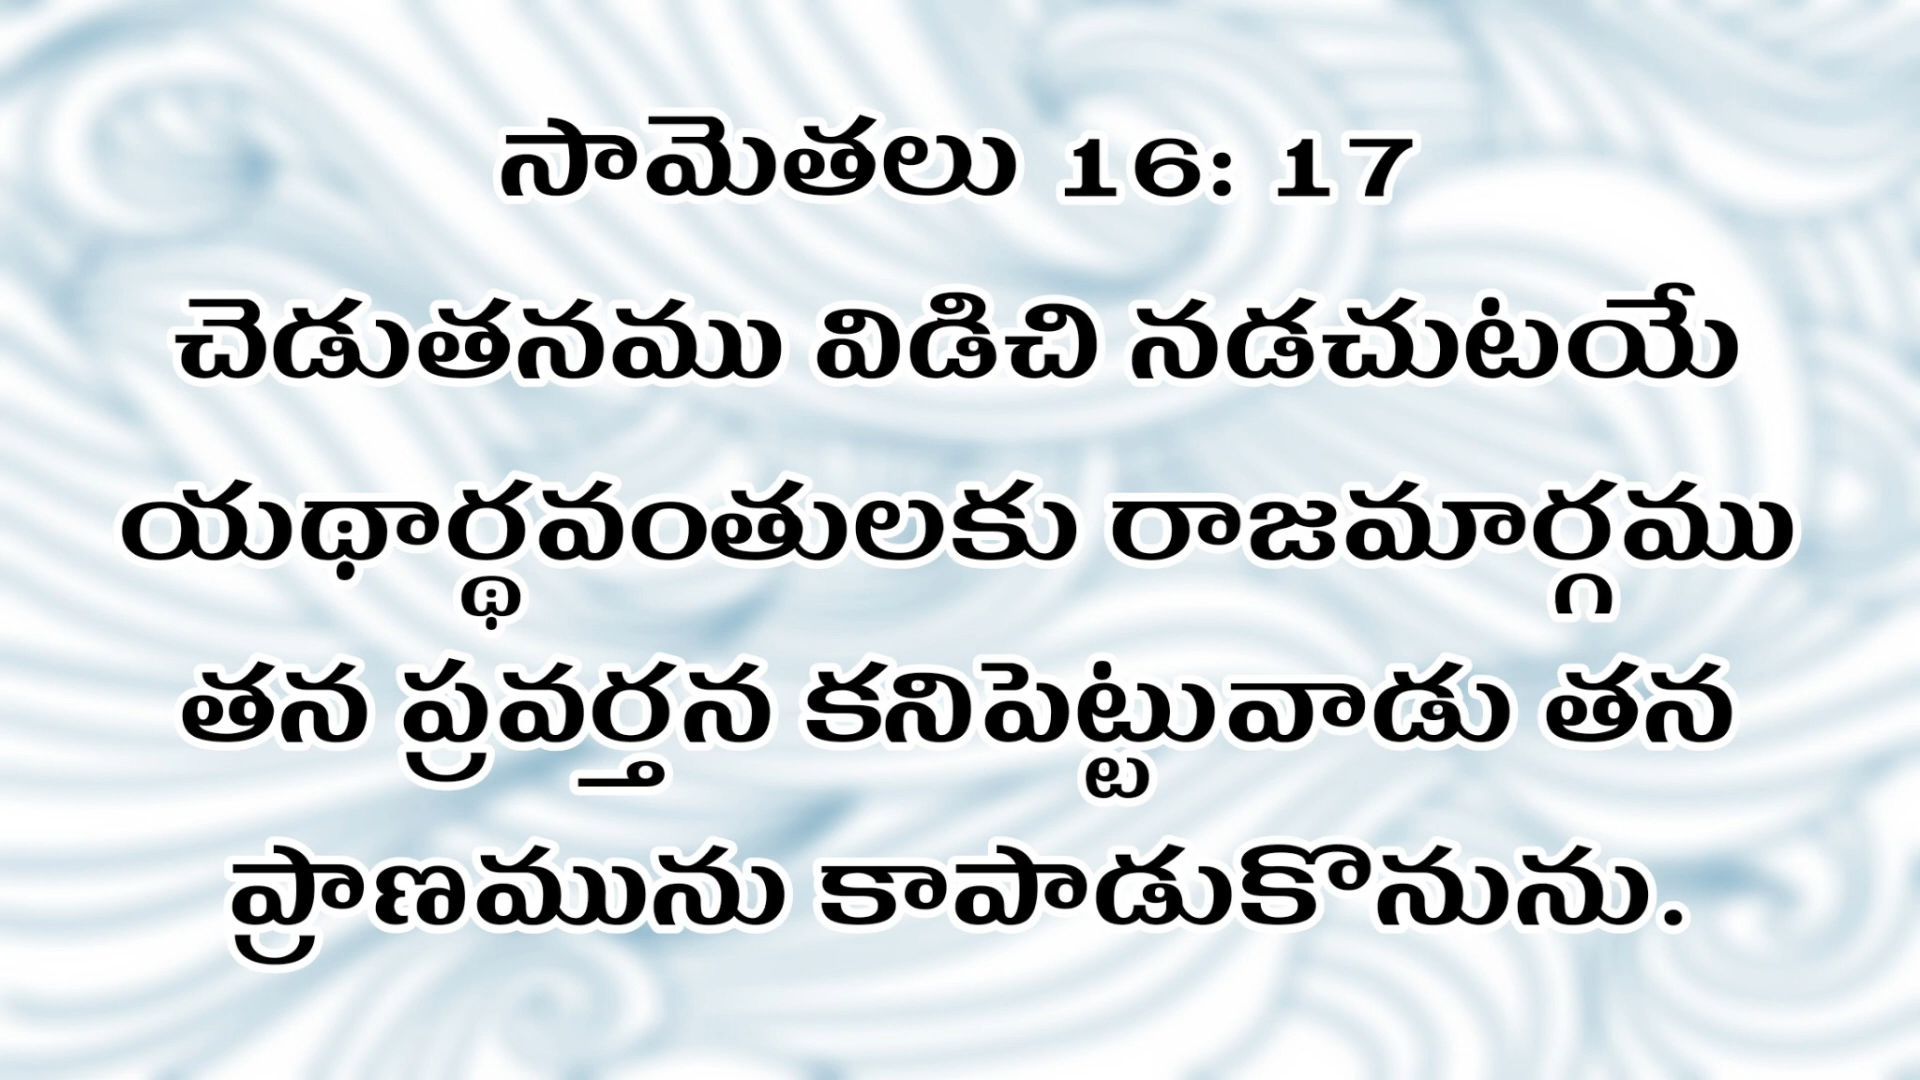 సామెతలు 16: 17
చెడుతనము విడిచి నడచుటయే
యథార్థవంతులకు రాజమార్గము
తన ప్రవర్తన కనిపెట్టువాడు తన
ప్రాణమును కాపాడుకొనును.